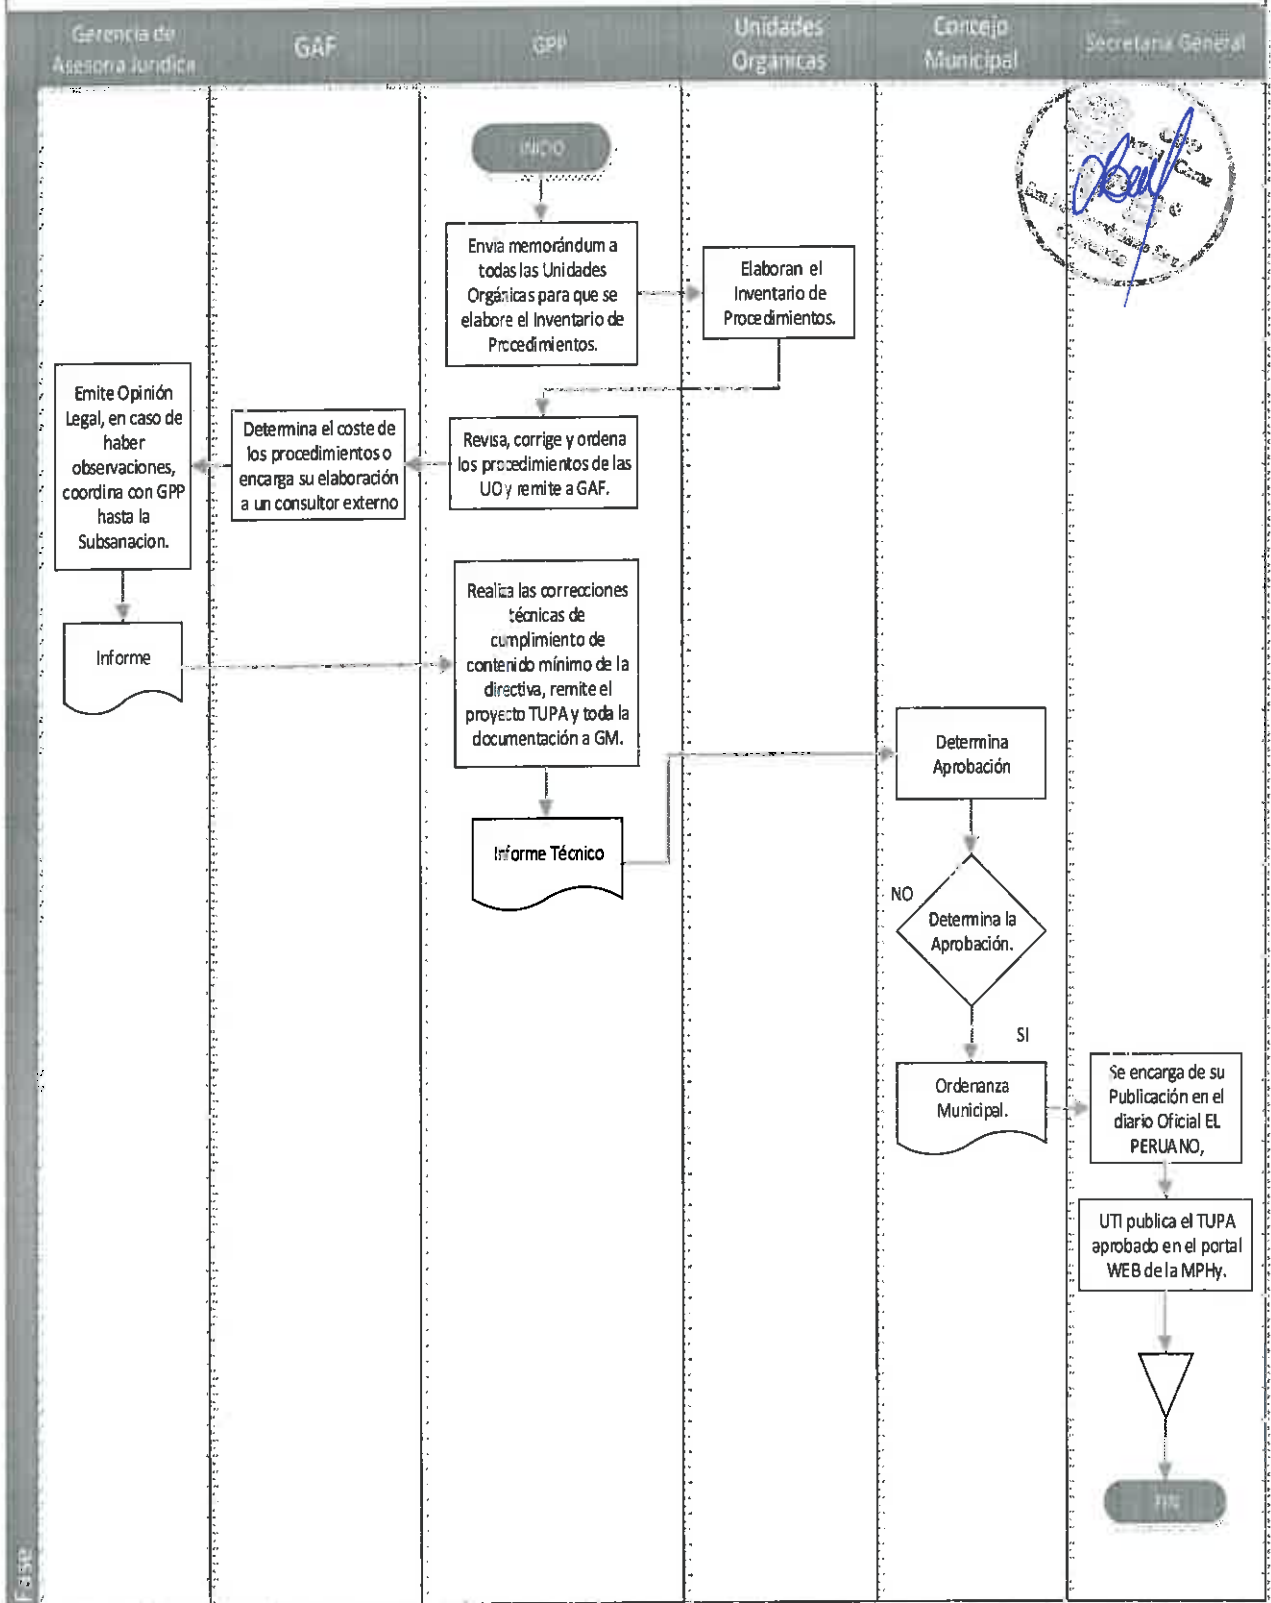 Gerencia de
Asesoria Juridica
GAF
GPP
Unidades
Orgánicas
Concejo
Municipal
Secretaria General
INICIO
Envia memorándum a
todas las Unidades
Orgánicas para que se
elabore el Inventario de
Procedimientos.
Elaboran el
Inventario de
Procedimientos.
Emite Opinión
Legal, en caso de
haber
observaciones,
coordina con GPP
hasta la
Subsanacion.
Determina el coste de
los procedimientos o
encarga su elaboración
a un consultor externo
Revisa, corrige y ordena
los procedimientos de las
UO y remite a GAF.
Informe
Realiza las correcciones
técnicas de
cumplimiento de
contenido mínimo de la
directiva, remite el
proyecto TUPA y toda la
documentación a GM.
Determina
Aprobación
Informe Técnico
NO
Determina la
Aprobación.
SI
Ordenanza
Municipal.
Se encarga de su
Publicación en el
diario Oficial EL
PERUANO,
UTI publica el TUPA
aprobado en el portal
WEB de la MPHy.
FIN
Fase